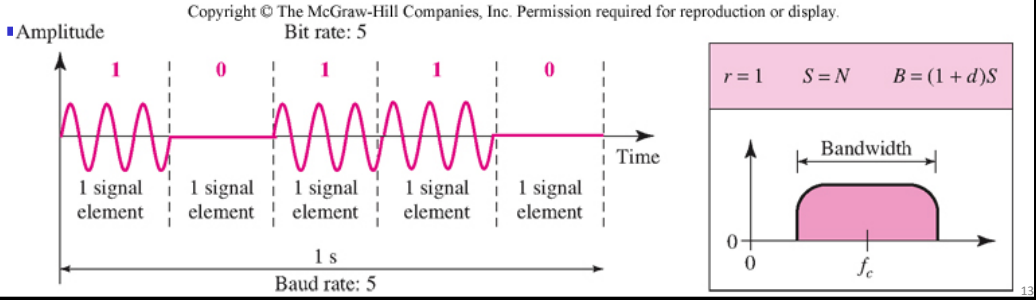 Copyright © The McGraw-Hill Companies, Inc. Permission required for reproduction or display.
Amplitude
Bit rate: 5
1 0 1 1 0
Time
1 signal element
1 signal element
1 signal element
1 signal element
1 signal element
1 s
Baud rate: 5
r = 1 S = N B = (1 + d)S
Bandwidth
0
0
fc
13